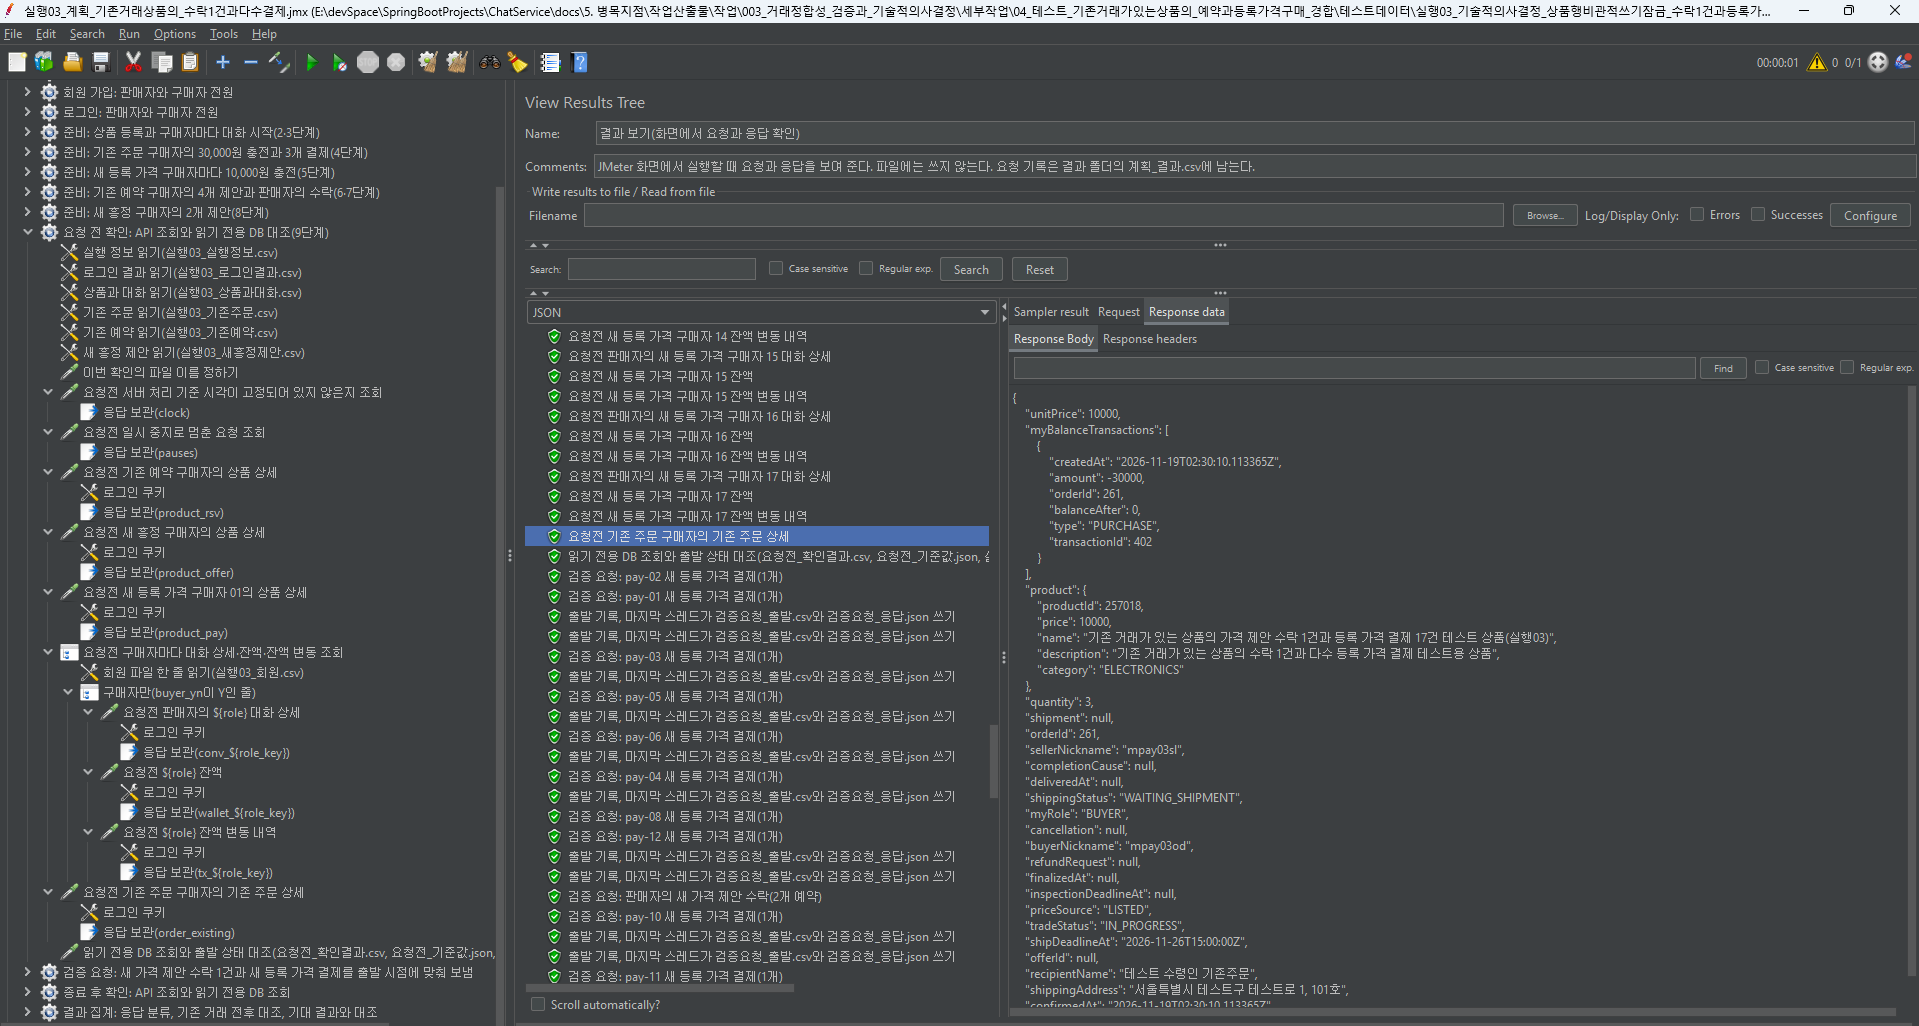 실행03_계획_기존거래상품의_수락1건과다수결제.jmx (E:\devSpace\SpringBootProjects\ChatService\docs\5. 병목지점\작업산출물\작업\003_거래정합성_검증과_기술적의사결정\세부작업\04_테스트_기존거래가있는상품의_예약과등록가격구매_경합\테스트데이터\실행03_기술적의사결정_상품행비관적쓰기잠금_수락1건과등록가...
File Edit Search Run Options Tools Help
00:00:01 0 0/1
회원 가입: 판매자와 구매자 전원
로그인: 판매자와 구매자 전원
준비: 상품 등록과 구매자마다 대화 시작(2·3단계)
준비: 기존 주문 구매자의 30,000원 충전과 3개 결제(4단계)
준비: 새 등록 가격 구매자마다 10,000원 충전(5단계)
준비: 기존 예약 구매자의 4개 제안과 판매자의 수락(6·7단계)
준비: 새 흥정 구매자의 2개 제안(8단계)
요청 전 확인: API 조회와 읽기 전용 DB 대조(9단계)
실행 정보 읽기(실행03_실행정보.csv)
로그인 결과 읽기(실행03_로그인결과.csv)
상품과 대화 읽기(실행03_상품과대화.csv)
기존 주문 읽기(실행03_기존주문.csv)
기존 예약 읽기(실행03_기존예약.csv)
새 흥정 제안 읽기(실행03_새흥정제안.csv)
이번 확인의 파일 이름 정하기
요청전 서버 처리 기준 시각이 고정되어 있지 않은지 조회
응답 보관(clock)
요청전 일시 중지로 멈춘 요청 조회
응답 보관(pauses)
요청전 기존 예약 구매자의 상품 상세
로그인 쿠키
응답 보관(product_rsv)
요청전 새 흥정 구매자의 상품 상세
로그인 쿠키
응답 보관(product_offer)
요청전 새 등록 가격 구매자 01의 상품 상세
로그인 쿠키
응답 보관(product_pay)
요청전 구매자마다 대화 상세·잔액·잔액 변동 조회
회원 파일 한 줄 읽기(실행03_회원.csv)
구매자만(buyer_yn이 Y인 줄)
요청전 판매자의 ${role} 대화 상세
로그인 쿠키
응답 보관(conv_${role_key})
요청전 ${role} 잔액
로그인 쿠키
응답 보관(wallet_${role_key})
요청전 ${role} 잔액 변동 내역
로그인 쿠키
응답 보관(tx_${role_key})
요청전 기존 주문 구매자의 기존 주문 상세
로그인 쿠키
응답 보관(order_existing)
읽기 전용 DB 조회와 출발 상태 대조(요청전_확인결과.csv, 요청전_기준값.json,
검증 요청: 새 가격 제안 수락 1건과 새 등록 가격 결제를 출발 시점에 맞춰 보냄
종료 후 확인: API 조회와 읽기 전용 DB 조회
결과 집계: 응답 분류, 기존 거래 전후 대조, 기대 결과와 대조
View Results Tree
Name: 결과 보기(화면에서 요청과 응답 확인)
Comments: JMeter 화면에서 실행할 때 요청과 응답을 보여 준다. 파일에는 쓰지 않는다. 요청 기록은 결과 폴더의 계획_결과.csv에 남는다.
Write results to file / Read from file
Filename Browse... Log/Display Only: Errors Successes Configure
Search: Case sensitive Regular exp. Search Reset
JSON
요청전 새 등록 가격 구매자 14 잔액 변동 내역
요청전 판매자의 새 등록 가격 구매자 15 대화 상세
요청전 새 등록 가격 구매자 15 잔액
요청전 새 등록 가격 구매자 15 잔액 변동 내역
요청전 판매자의 새 등록 가격 구매자 16 대화 상세
요청전 새 등록 가격 구매자 16 잔액
요청전 새 등록 가격 구매자 16 잔액 변동 내역
요청전 판매자의 새 등록 가격 구매자 17 대화 상세
요청전 새 등록 가격 구매자 17 잔액
요청전 새 등록 가격 구매자 17 잔액 변동 내역
요청전 기존 주문 구매자의 기존 주문 상세
읽기 전용 DB 조회와 출발 상태 대조(요청전_확인결과.csv, 요청전_기준값.json,
검증 요청: pay-02 새 등록 가격 결제(1개)
검증 요청: pay-01 새 등록 가격 결제(1개)
출발 기록, 마지막 스레드가 검증요청_출발.csv와 검증요청_응답.json 쓰기
출발 기록, 마지막 스레드가 검증요청_출발.csv와 검증요청_응답.json 쓰기
검증 요청: pay-03 새 등록 가격 결제(1개)
출발 기록, 마지막 스레드가 검증요청_출발.csv와 검증요청_응답.json 쓰기
검증 요청: pay-05 새 등록 가격 결제(1개)
출발 기록, 마지막 스레드가 검증요청_출발.csv와 검증요청_응답.json 쓰기
검증 요청: pay-06 새 등록 가격 결제(1개)
출발 기록, 마지막 스레드가 검증요청_출발.csv와 검증요청_응답.json 쓰기
검증 요청: pay-04 새 등록 가격 결제(1개)
출발 기록, 마지막 스레드가 검증요청_출발.csv와 검증요청_응답.json 쓰기
검증 요청: pay-08 새 등록 가격 결제(1개)
검증 요청: pay-12 새 등록 가격 결제(1개)
출발 기록, 마지막 스레드가 검증요청_출발.csv와 검증요청_응답.json 쓰기
출발 기록, 마지막 스레드가 검증요청_출발.csv와 검증요청_응답.json 쓰기
검증 요청: 판매자의 새 가격 제안 수락(2개 예약)
검증 요청: pay-10 새 등록 가격 결제(1개)
출발 기록, 마지막 스레드가 검증요청_출발.csv와 검증요청_응답.json 쓰기
출발 기록, 마지막 스레드가 검증요청_출발.csv와 검증요청_응답.json 쓰기
검증 요청: pay-11 새 등록 가격 결제(1개)
Scroll automatically?
Sampler result Request Response data
Response Body Response headers
Find Case sensitive Regular exp.
{
"unitPrice": 10000,
"myBalanceTransactions": [
{
"createdAt": "2026-11-19T02:30:10.113365Z",
"amount": -30000,
"orderId": 261,
"balanceAfter": 0,
"type": "PURCHASE",
"transactionId": 402
}
],
"product": {
"productId": 257018,
"price": 10000,
"name": "기존 거래가 있는 상품의 가격 제안 수락 1건과 등록 가격 결제 17건 테스트 상품(실행03)",
"description": "기존 거래가 있는 상품의 수락 1건과 다수 등록 가격 결제 테스트용 상품",
"category": "ELECTRONICS"
},
"quantity": 3,
"shipment": null,
"orderId": 261,
"sellerNickname": "mpay03sl",
"completionCause": null,
"deliveredAt": null,
"shippingStatus": "WAITING_SHIPMENT",
"myRole": "BUYER",
"cancellation": null,
"buyerNickname": "mpay03od",
"refundRequest": null,
"finalizedAt": null,
"inspectionDeadlineAt": null,
"priceSource": "LISTED",
"tradeStatus": "IN_PROGRESS",
"shipDeadlineAt": "2026-11-26T15:00:00Z",
"offerId": null,
"recipientName": "테스트 수령인 기존주문",
"shippingAddress": "서울특별시 테스트구 테스트로 1, 101호",
"confirmedAt": "2026-11-19T02:30:10.113365Z"